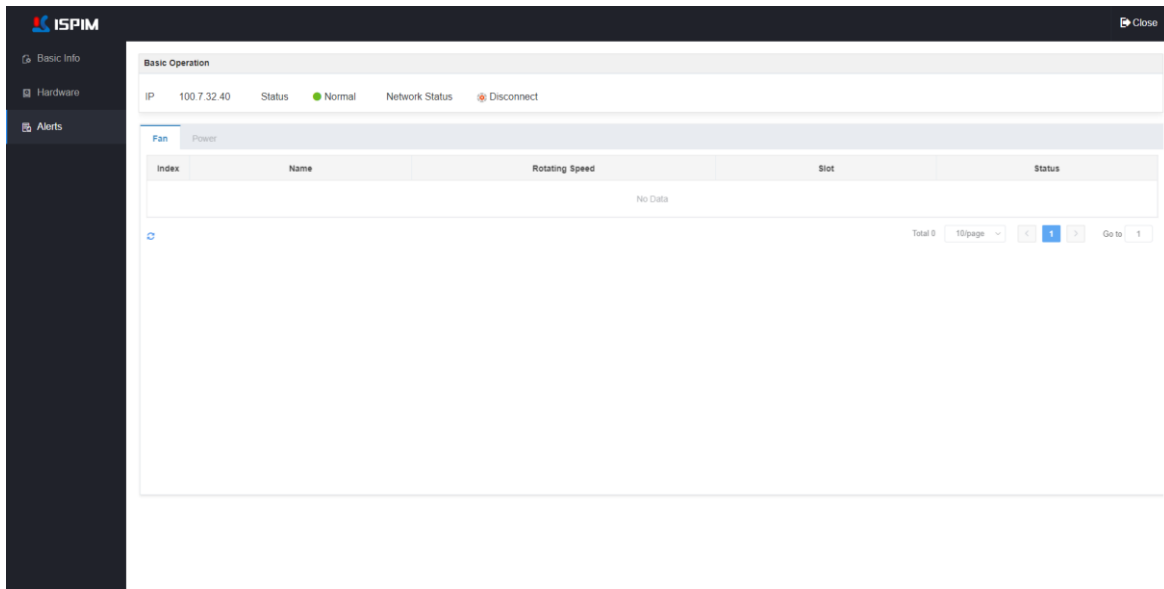 ISPIM
Close
Basic Info
Hardware
Alerts
Basic Operation
IP 100.7.32.40 Status Normal Network Status Disconnect
Fan Power
Index Name Rotating Speed Slot Status
No Data
Total 0 10/page 1 Go to 1